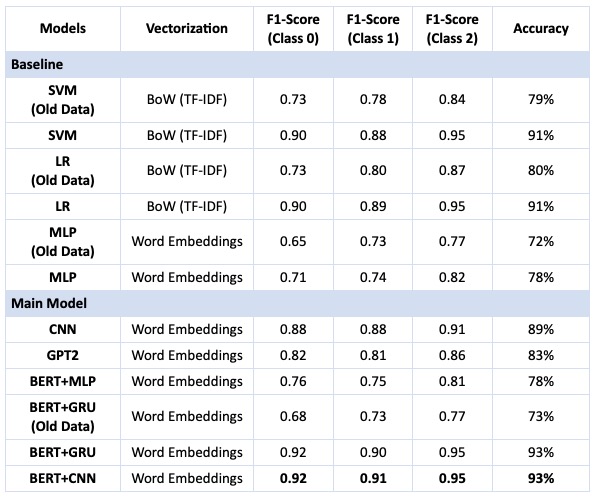 Models Vectorization F1-Score (Class 0) F1-Score (Class 1) F1-Score (Class 2) Accuracy
Baseline
SVM (Old Data) BoW (TF-IDF) 0.73 0.78 0.84 79%
SVM BoW (TF-IDF) 0.90 0.88 0.95 91%
LR (Old Data) BoW (TF-IDF) 0.73 0.80 0.87 80%
LR BoW (TF-IDF) 0.90 0.89 0.95 91%
MLP (Old Data) Word Embeddings 0.65 0.73 0.77 72%
MLP Word Embeddings 0.71 0.74 0.82 78%
Main Model
CNN Word Embeddings 0.88 0.88 0.91 89%
GPT2 Word Embeddings 0.82 0.81 0.86 83%
BERT+MLP Word Embeddings 0.76 0.75 0.81 78%
BERT+GRU (Old Data) Word Embeddings 0.68 0.73 0.77 73%
BERT+GRU Word Embeddings 0.92 0.90 0.95 93%
BERT+CNN Word Embeddings 0.92 0.91 0.95 93%